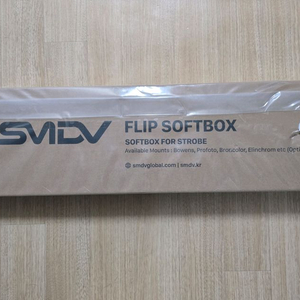 SMDV
FLIP SOFTBOX
SOFTBOX FOR STROBE
Available Mounts : Bowens, Profoto, Broncolor, Elinchrom etc
smdvglobal.com | smdv.kr